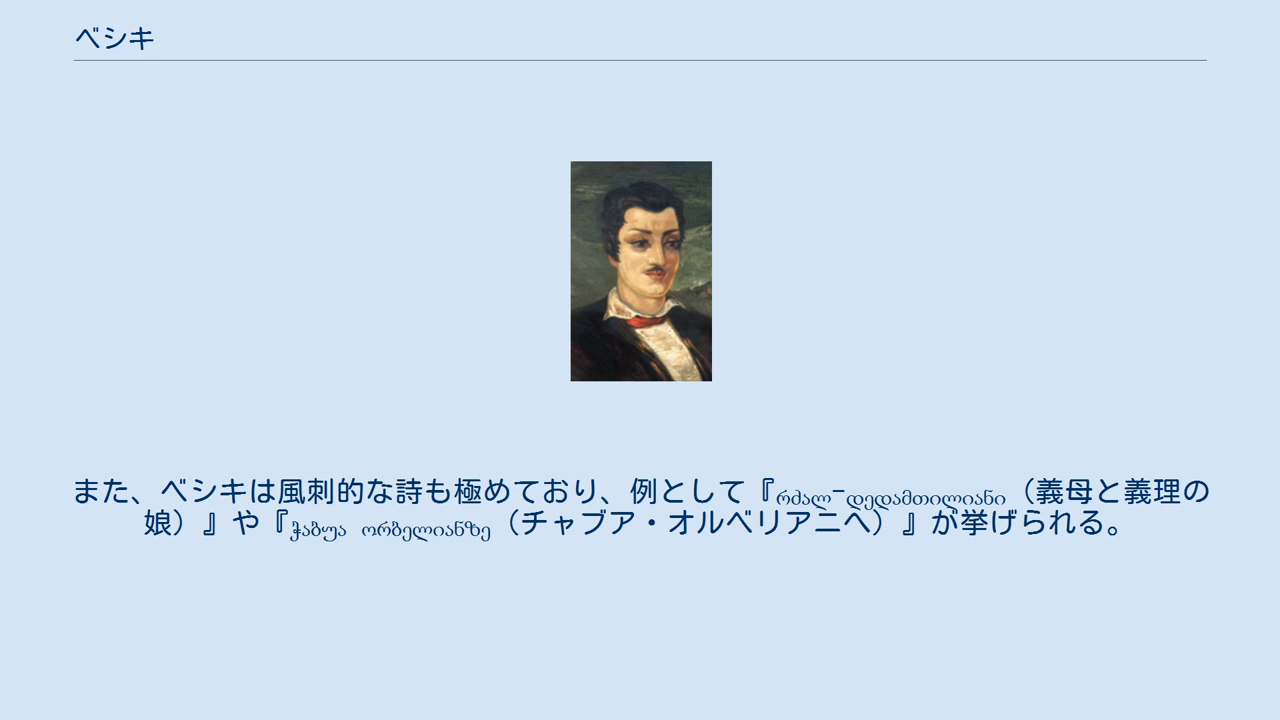 ベシキ
また、ベシキは風刺的な詩も極めており、例として『რძალ-დედამთილიანი（義母と義理の
娘）』や『ჭაბუა ორბელიანზე（チャブア・オルベリアニへ）』が挙げられる。